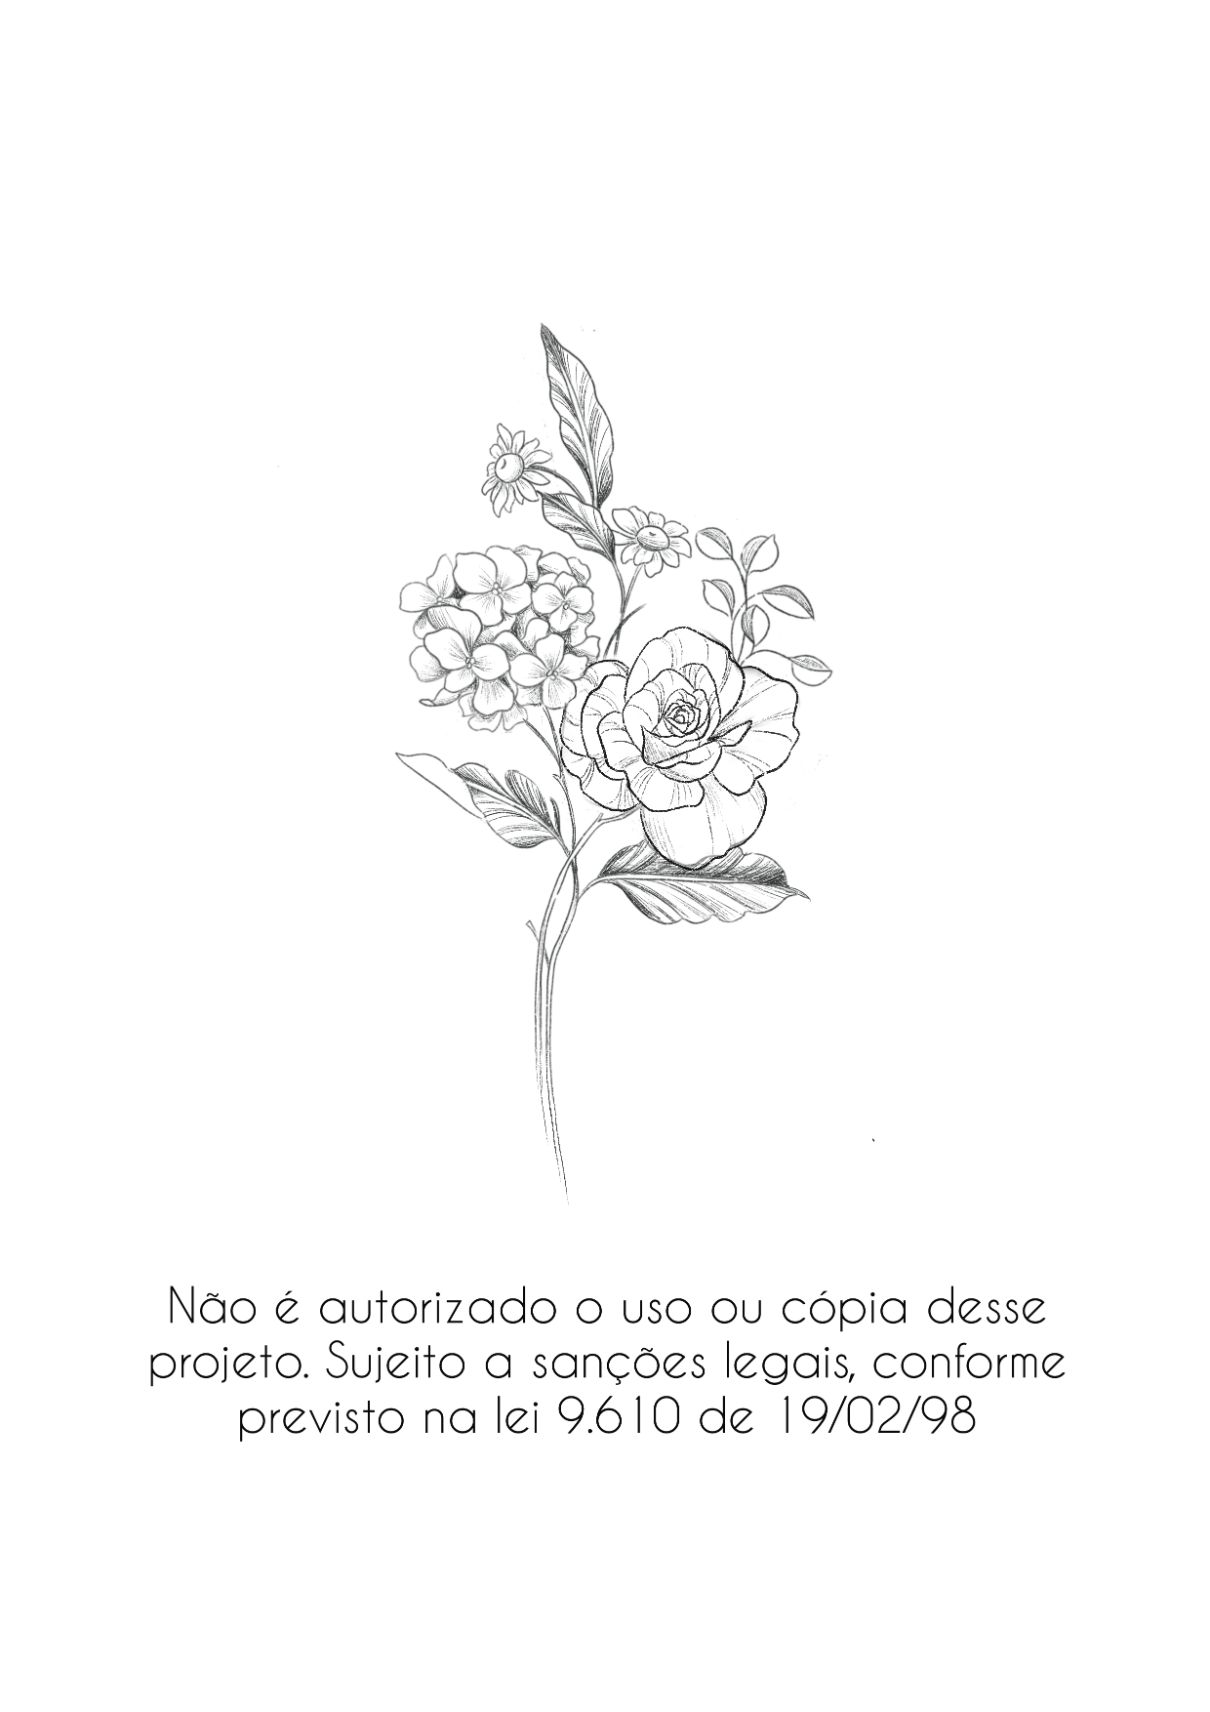 Não é autorizado o uso ou cópia desse
projeto. Sujeito a sanções legais, conforme
previsto na lei 9.610 de 19/02/98